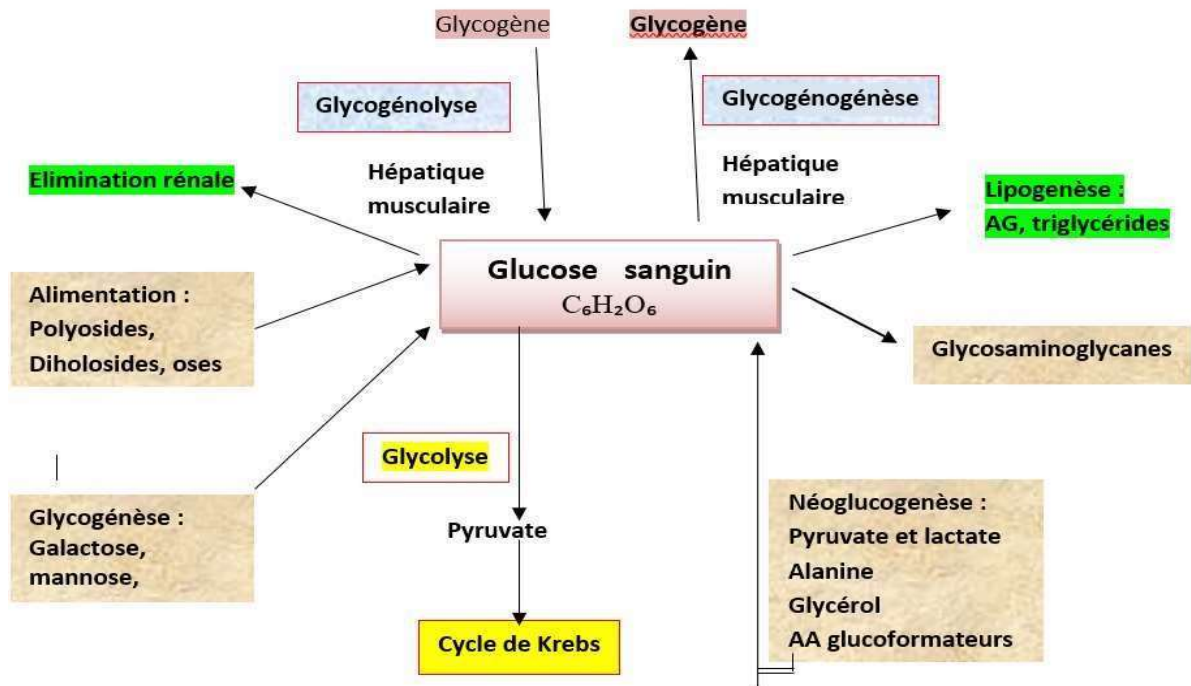 Glycogène
Glycogène
Glycogénolyse
Glycogénogénèse
Hépatique
musculaire
Hépatique
musculaire
Elimination rénale
Lipogenèse :
AG, triglycérides
Glucose sanguin
C₆H₂O₆
Alimentation :
Polyosides,
Diholosides, oses
Glycosaminoglycanes
Glycolyse
Glycogénèse :
Galactose,
mannose,
Pyruvate
Néoglucogenèse :
Pyruvate et lactate
Alanine
Glycérol
AA glucoformateurs
Cycle de Krebs